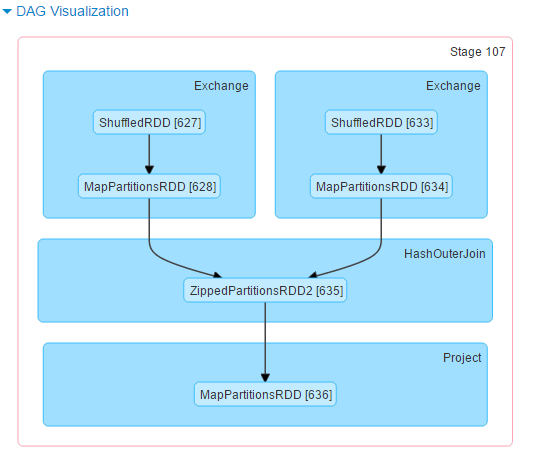 DAG Visualization
Stage 107
Exchange
Exchange
ShuffledRDD [627]
ShuffledRDD [633]
MapPartitionsRDD [628]
MapPartitionsRDD [634]
HashOuterJoin
ZippedPartitionsRDD2 [635]
Project
MapPartitionsRDD [636]